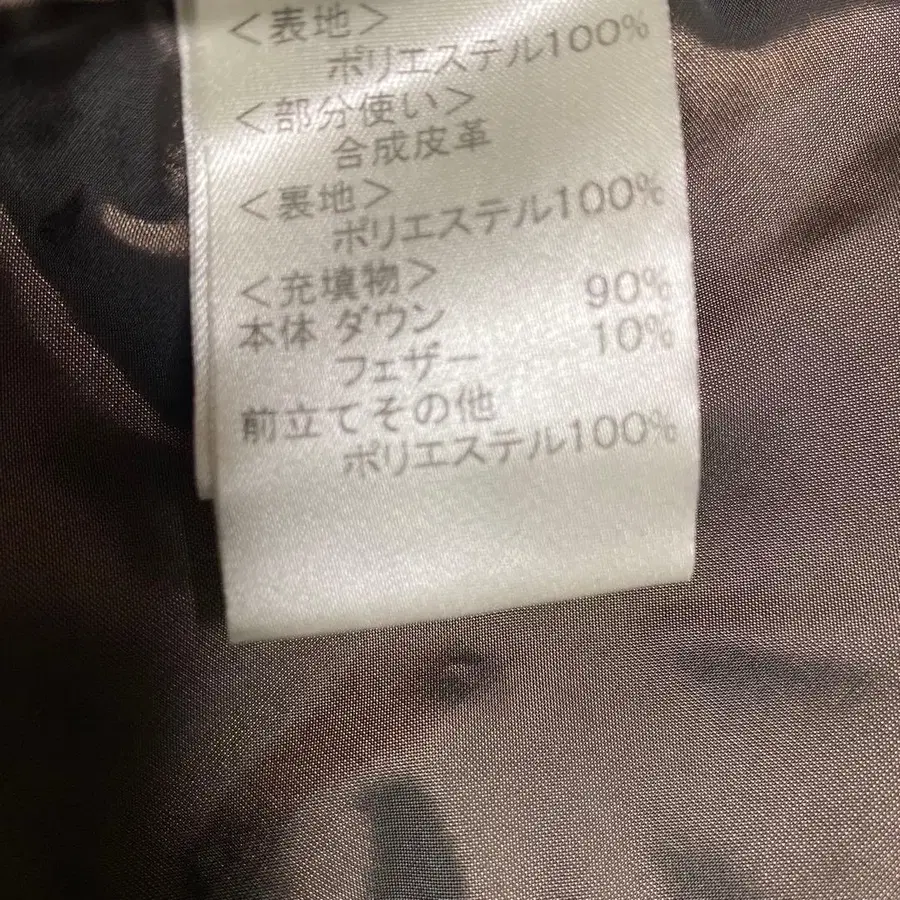 <表地>
ポリエステル100%
<部分使い>
合成皮革
<裏地>
ポリエステル100%
<充填物>
本体 ダウン 90%
フェザー 10%
前立てその他
ポリエステル100%